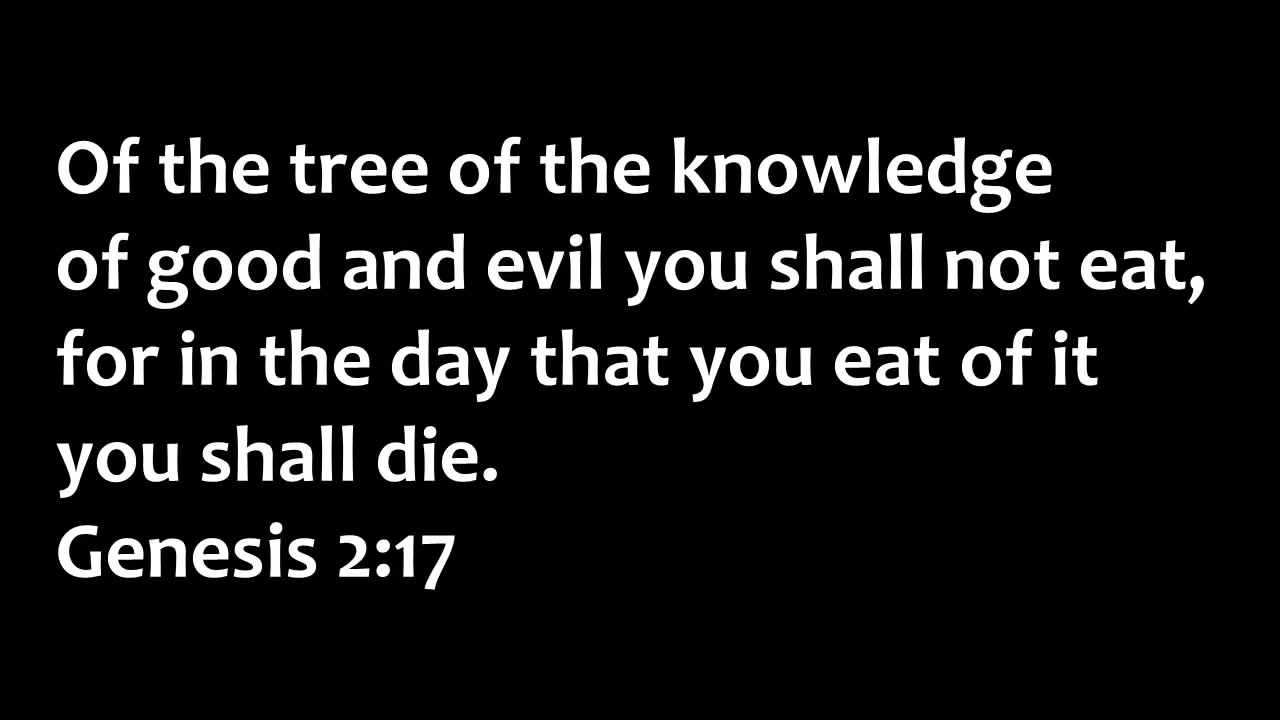 Of the tree of the knowledge
of good and evil you shall not eat,
for in the day that you eat of it
you shall die.
Genesis 2:17